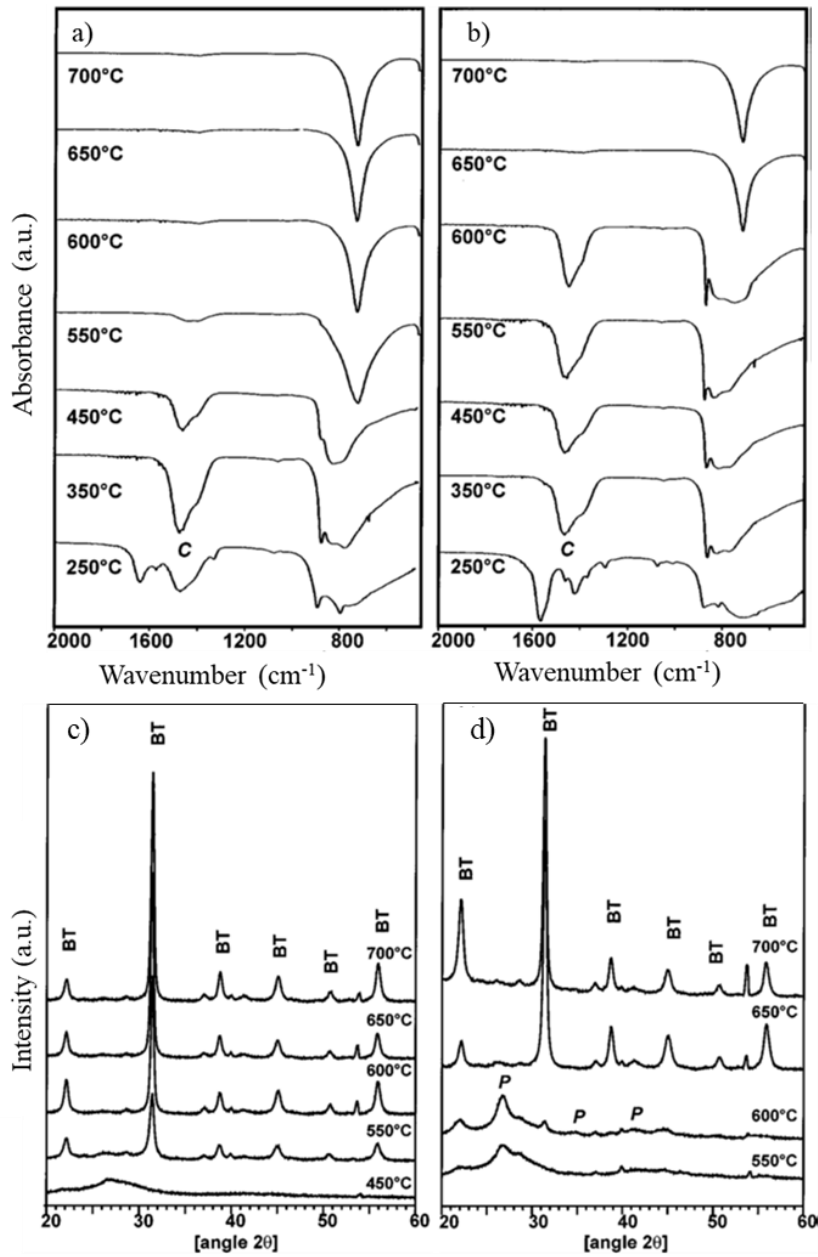 a)
700°C
650°C
600°C
550°C
450°C
350°C
C
250°C
2000 1600 1200 800
Wavenumber (cm-1)
Absorbance (a.u.)
b)
700°C
650°C
600°C
550°C
450°C
350°C
C
250°C
2000 1600 1200 800
Wavenumber (cm-1)
c)
BT
BT
BT
BT
BT
BT
700°C
650°C
600°C
550°C
450°C
20 30 40 50 60
[angle 2θ]
Intensity (a.u.)
d)
BT
BT
BT
BT
BT
BT
700°C
650°C
P
P
P
600°C
550°C
20 30 40 50 60
[angle 2θ]